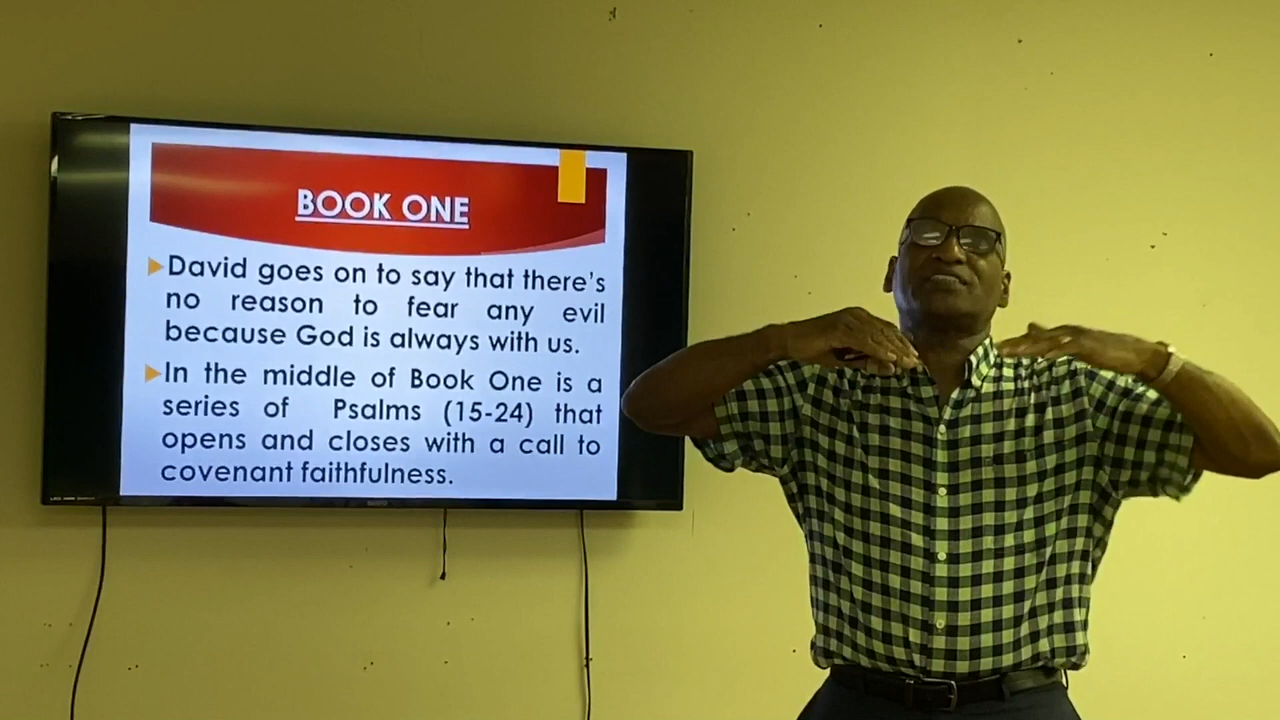 BOOK ONE
David goes on to say that there's
no reason to fear any evil
because God is always with us.
In the middle of Book One is a
series of Psalms (15-24) that
opens and closes with a call to
covenant faithfulness.